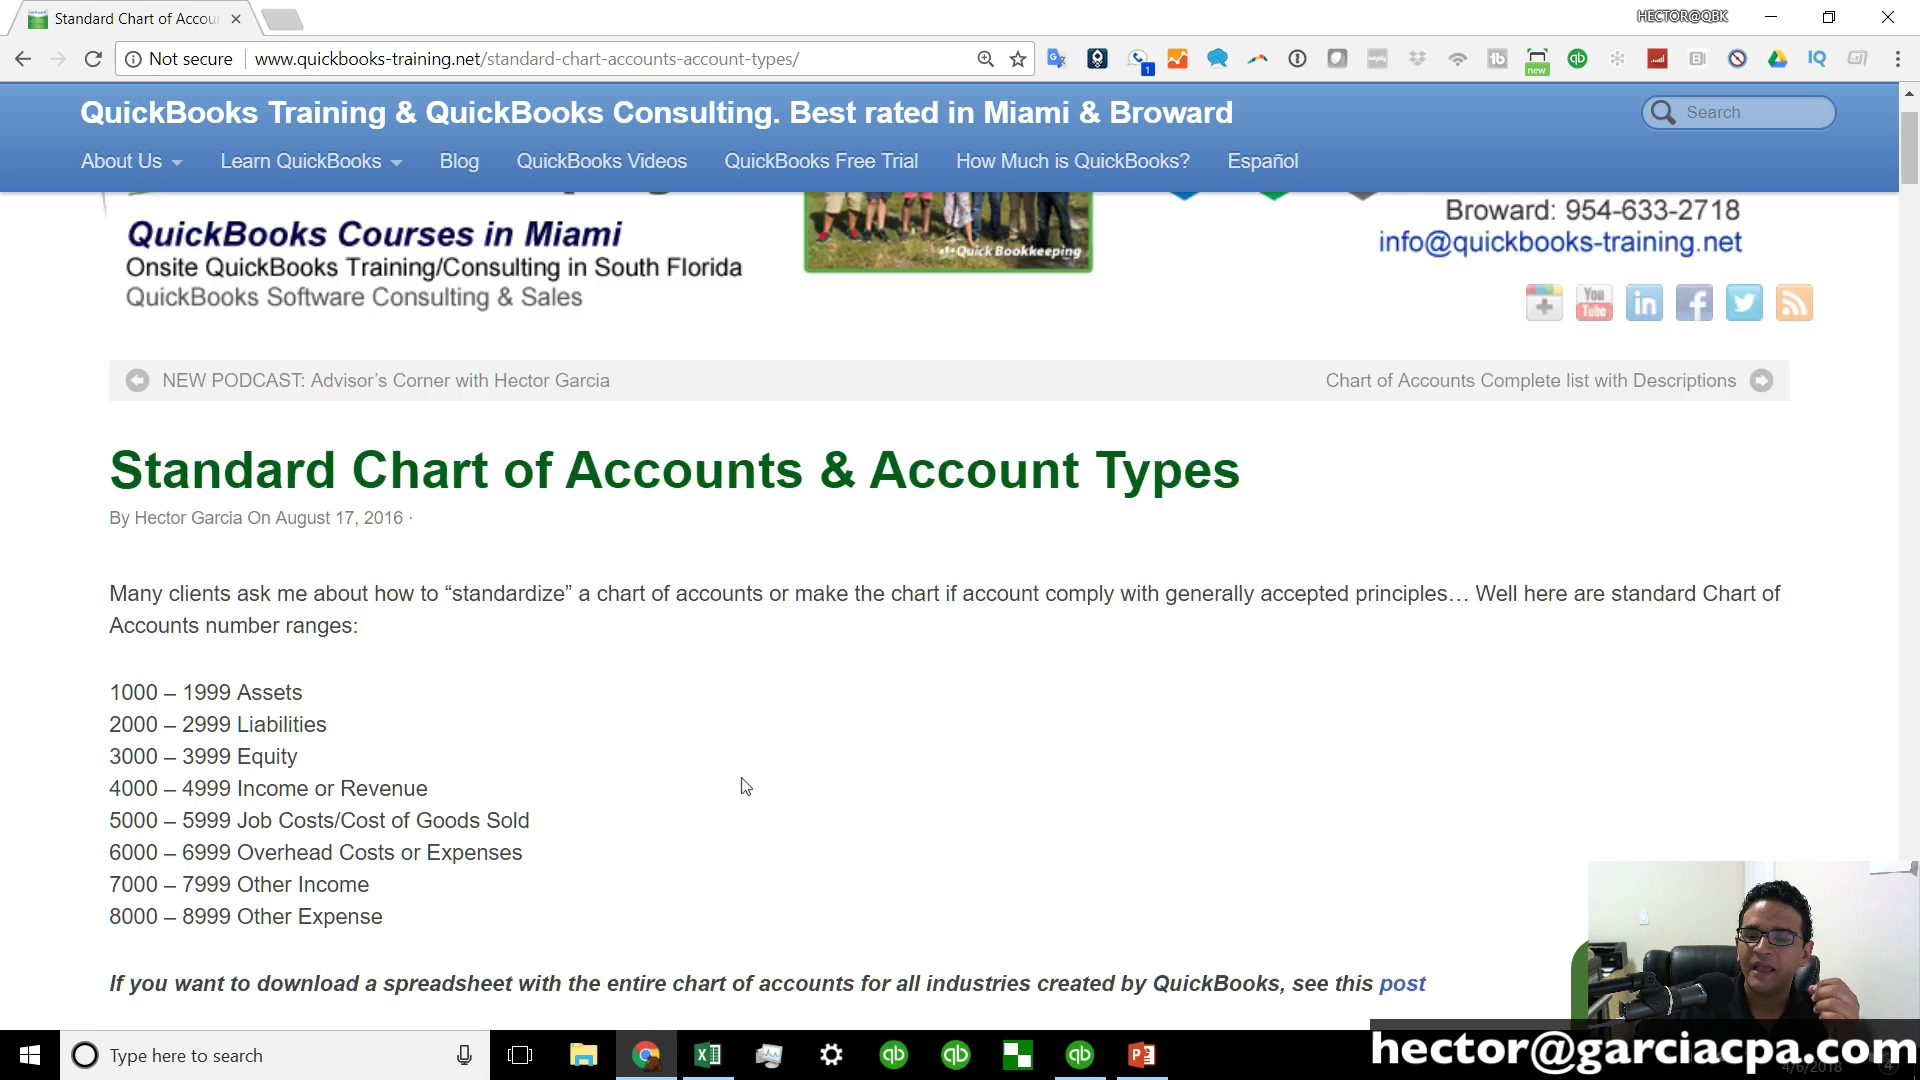 Standard Chart of Accou
HECTOR@QBK
Not secure
www.quickbooks-training.net/standard-chart-accounts-account-types/
1
new
QuickBooks Training & QuickBooks Consulting. Best rated in Miami & Broward
Search
About Us
Learn QuickBooks
Blog
QuickBooks Videos
QuickBooks Free Trial
How Much is QuickBooks?
Español
QuickBooks Courses in Miami
Onsite QuickBooks Training/Consulting in South Florida
QuickBooks Software Consulting & Sales
Quick Bookkeeping
Broward: 954-633-2718
info@quickbooks-training.net
You
Tube
in
NEW PODCAST: Advisor’s Corner with Hector Garcia
Chart of Accounts Complete list with Descriptions
Standard Chart of Accounts & Account Types
By Hector Garcia On August 17, 2016 ·
Many clients ask me about how to “standardize” a chart of accounts or make the chart if account comply with generally accepted principles… Well here are standard Chart of
Accounts number ranges:
1000 – 1999 Assets
2000 – 2999 Liabilities
3000 – 3999 Equity
4000 – 4999 Income or Revenue
5000 – 5999 Job Costs/Cost of Goods Sold
6000 – 6999 Overhead Costs or Expenses
7000 – 7999 Other Income
8000 – 8999 Other Expense
If you want to download a spreadsheet with the entire chart of accounts for all industries created by QuickBooks, see this post
Type here to search
hector@garciacpa.com
4/6/2018